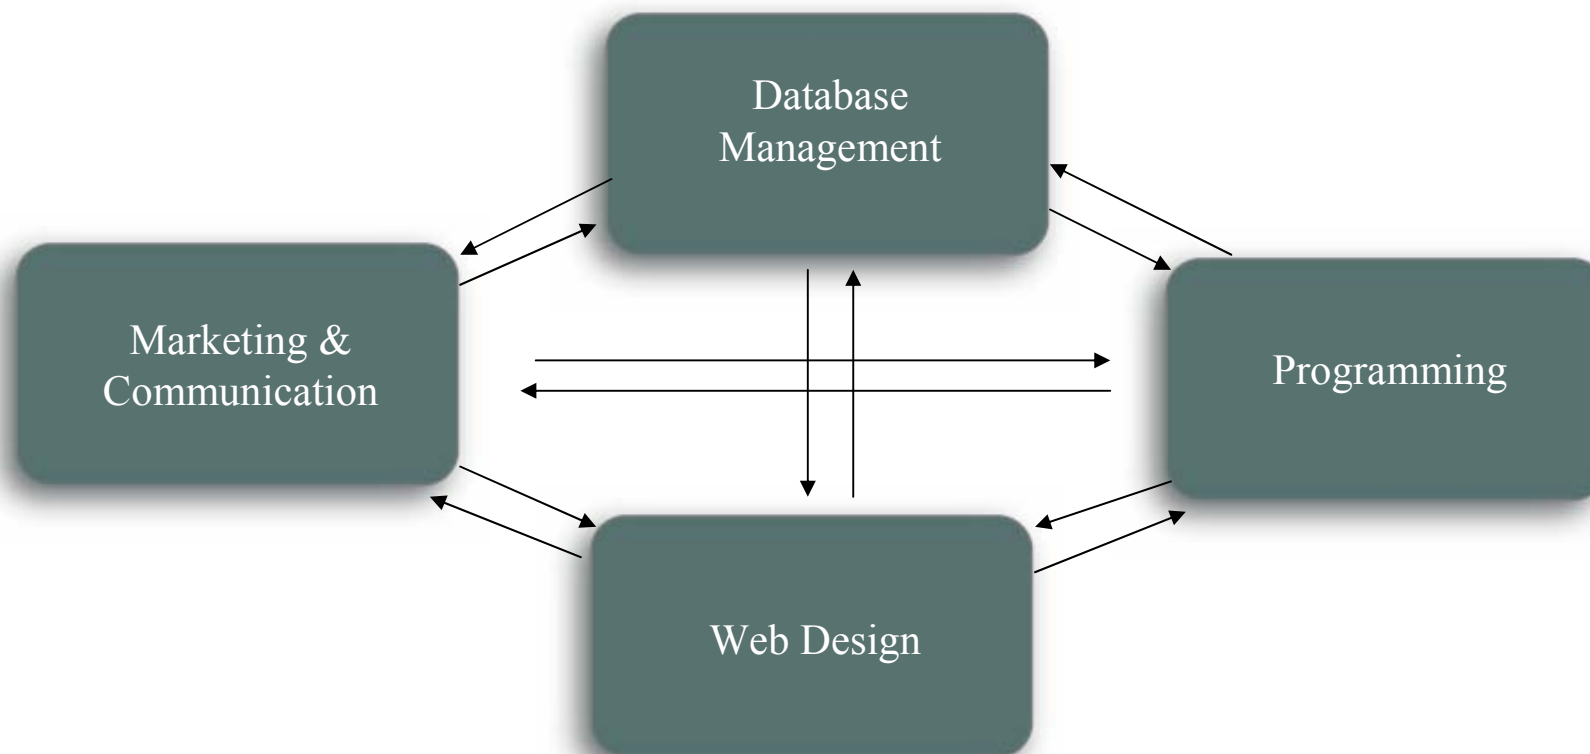 Database
Management
Marketing &
Communication
Programming
Web Design